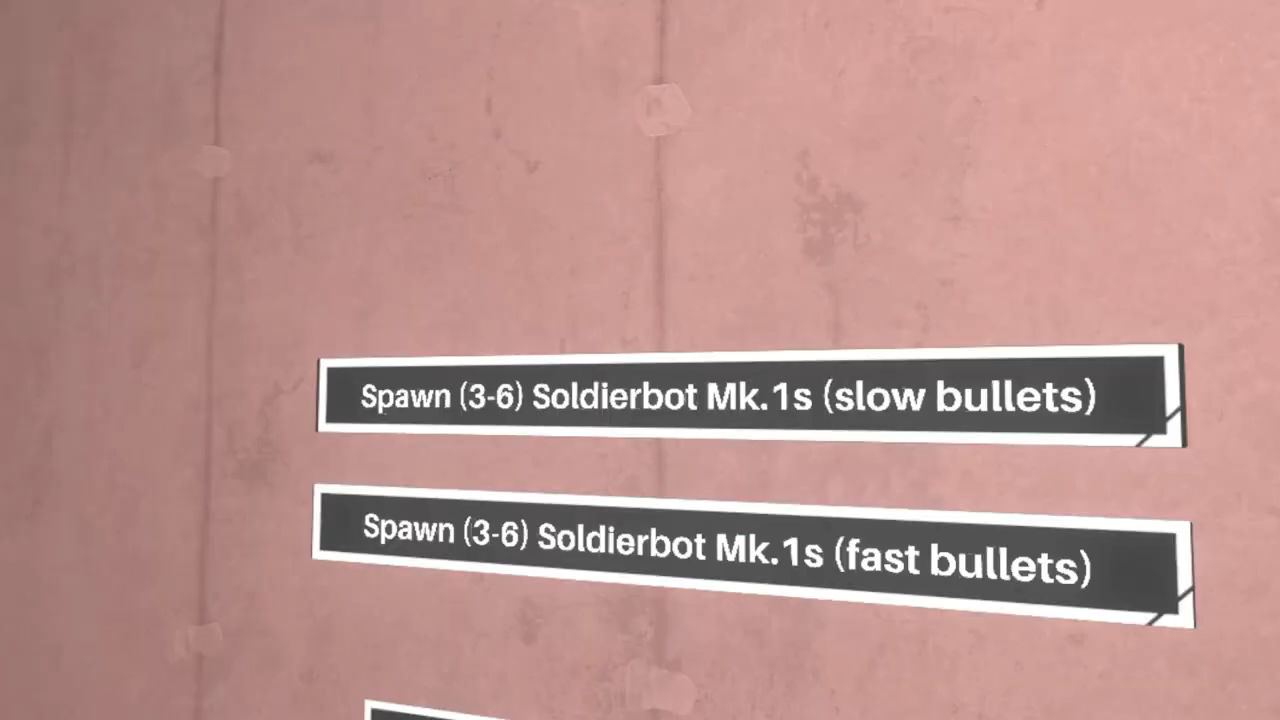 Spawn (3-6) Soldierbot Mk.1s (slow bullets)
Spawn (3-6) Soldierbot Mk.1s (fast bullets)